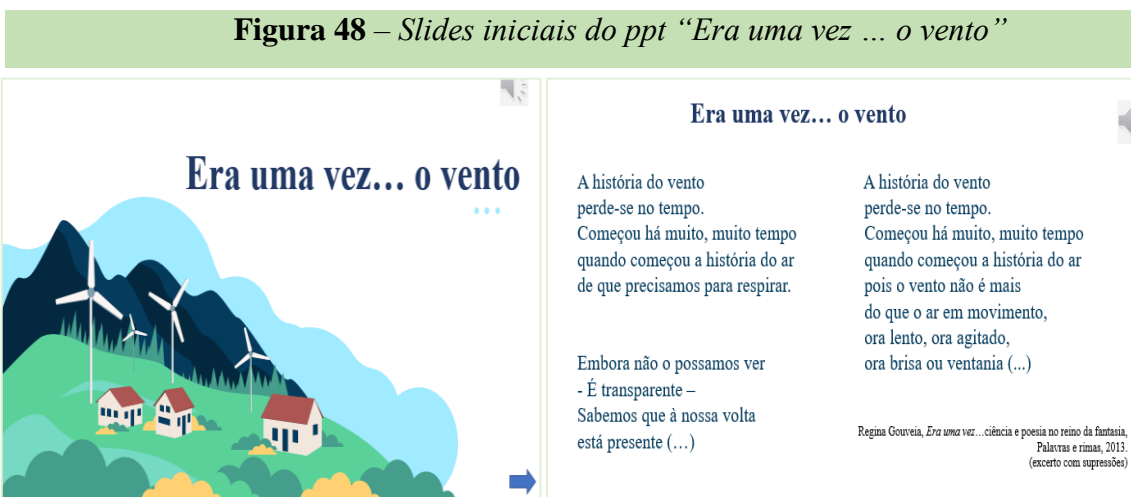 Figura 48 – Slides iniciais do ppt “Era uma vez … o vento”
Era uma vez… o vento
Era uma vez… o vento
A história do vento
perde-se no tempo.
Começou há muito, muito tempo
quando começou a história do ar
de que precisamos para respirar.
Embora não o possamos ver
- É transparente –
Sabemos que à nossa volta
está presente (…)
A história do vento
perde-se no tempo.
Começou há muito, muito tempo
quando começou a história do ar
pois o vento não é mais
do que o ar em movimento,
ora lento, ora agitado,
ora brisa ou ventania (...)
Regina Gouveia, Era uma vez…ciência e poesia no reino da fantasia,
Palavras e rimas, 2013.
(excerto com supressões)